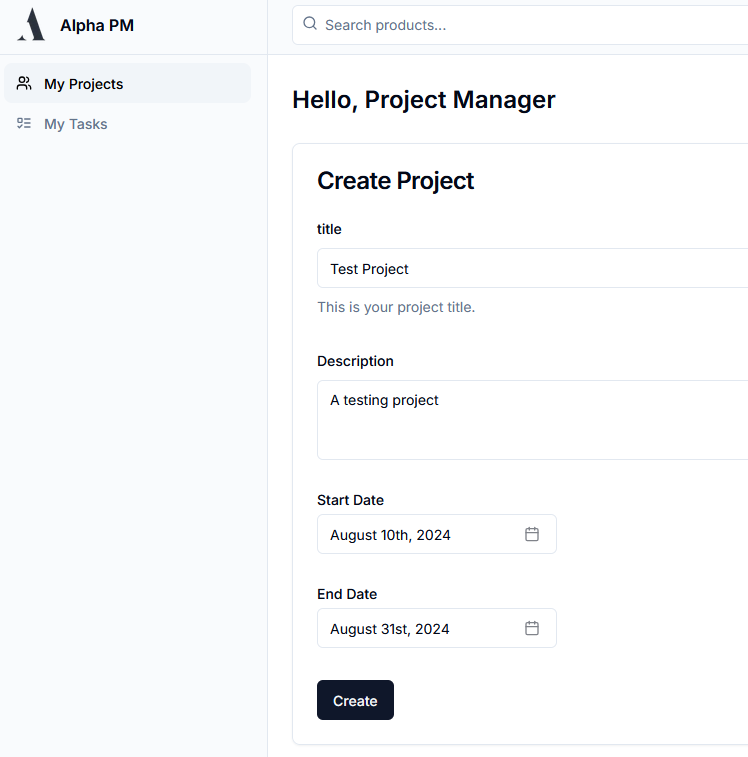 Alpha PM
Search products...
My Projects
My Tasks
Hello, Project Manager
Create Project
title
Test Project
This is your project title.
Description
A testing project
Start Date
August 10th, 2024
End Date
August 31st, 2024
Create